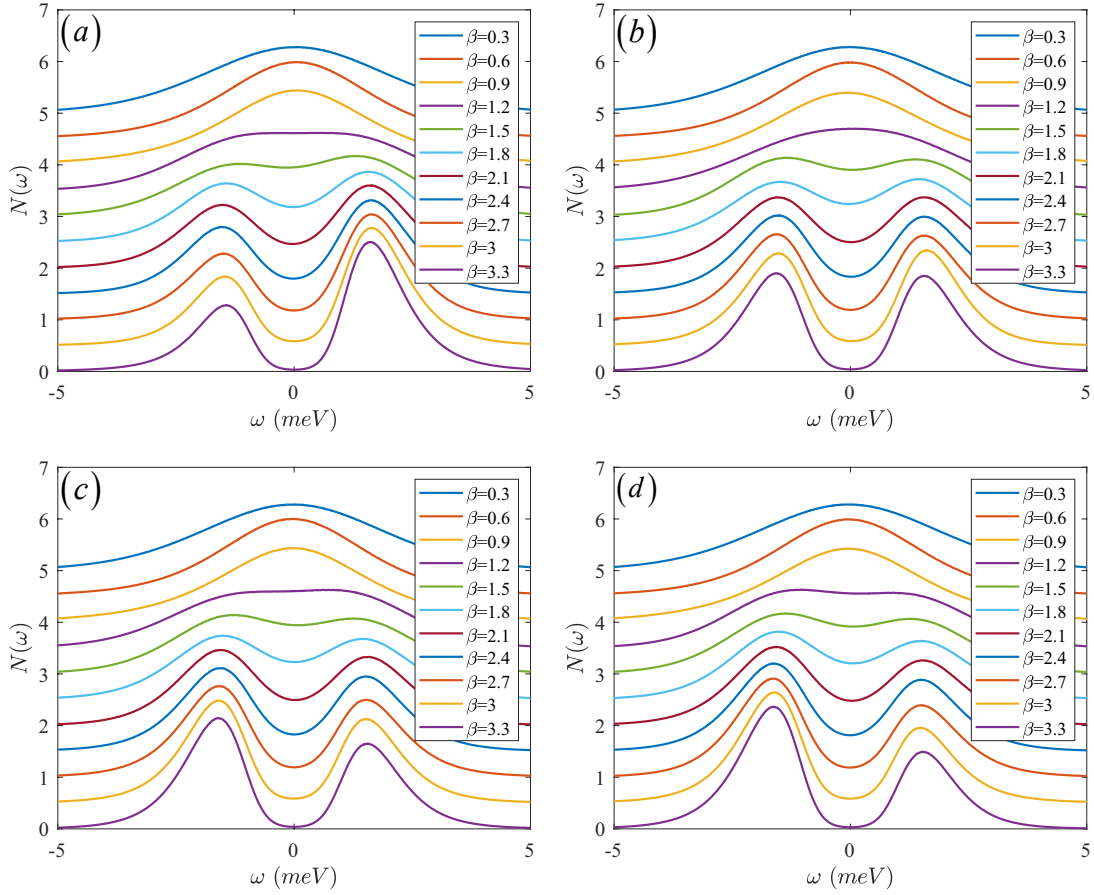 (a)
N(ω)
7
6
5
4
3
2
1
0
-5
0
5
ω (meV)
β=0.3
β=0.6
β=0.9
β=1.2
β=1.5
β=1.8
β=2.1
β=2.4
β=2.7
β=3
β=3.3
(b)
N(ω)
7
6
5
4
3
2
1
0
-5
0
5
ω (meV)
β=0.3
β=0.6
β=0.9
β=1.2
β=1.5
β=1.8
β=2.1
β=2.4
β=2.7
β=3
β=3.3
(c)
N(ω)
7
6
5
4
3
2
1
0
-5
0
5
ω (meV)
β=0.3
β=0.6
β=0.9
β=1.2
β=1.5
β=1.8
β=2.1
β=2.4
β=2.7
β=3
β=3.3
(d)
N(ω)
7
6
5
4
3
2
1
0
-5
0
5
ω (meV)
β=0.3
β=0.6
β=0.9
β=1.2
β=1.5
β=1.8
β=2.1
β=2.4
β=2.7
β=3
β=3.3